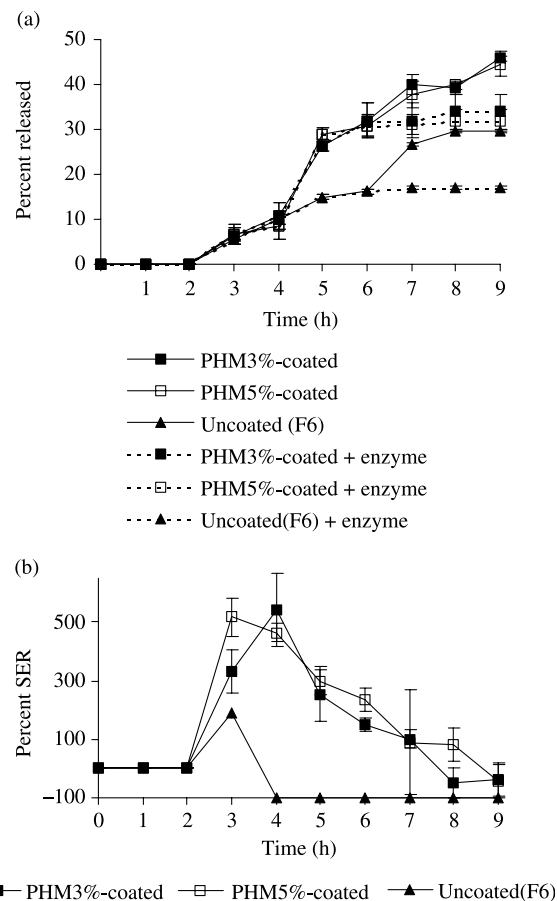 (a)
Percent released
50
40
30
20
10
0
1 2 3 4 5 6 7 8 9
Time (h)
PHM3%-coated
PHM5%-coated
Uncoated (F6)
PHM3%-coated + enzyme
PHM5%-coated + enzyme
Uncoated(F6) + enzyme
(b)
Percent SER
500
300
100
−100
0 1 2 3 4 5 6 7 8 9
Time (h)
PHM3%-coated PHM5%-coated Uncoated(F6)